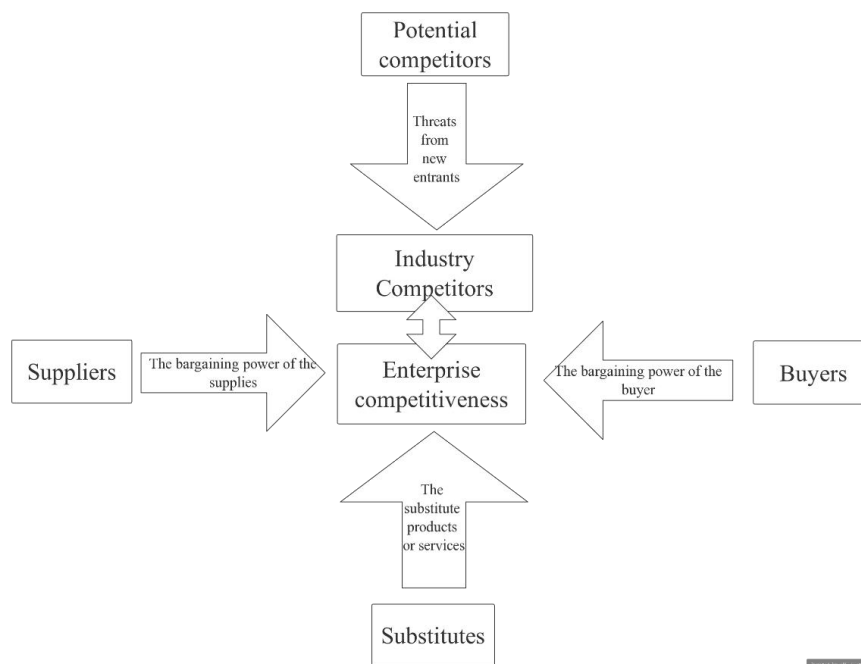 Potential
competitors
Threats
from
new
entrants
Industry
Competitors
Suppliers
The bargaining power of the
supplies
Enterprise
competitiveness
The bargaining power of the
buyer
Buyers
The
substitute
products
or services
Substitutes